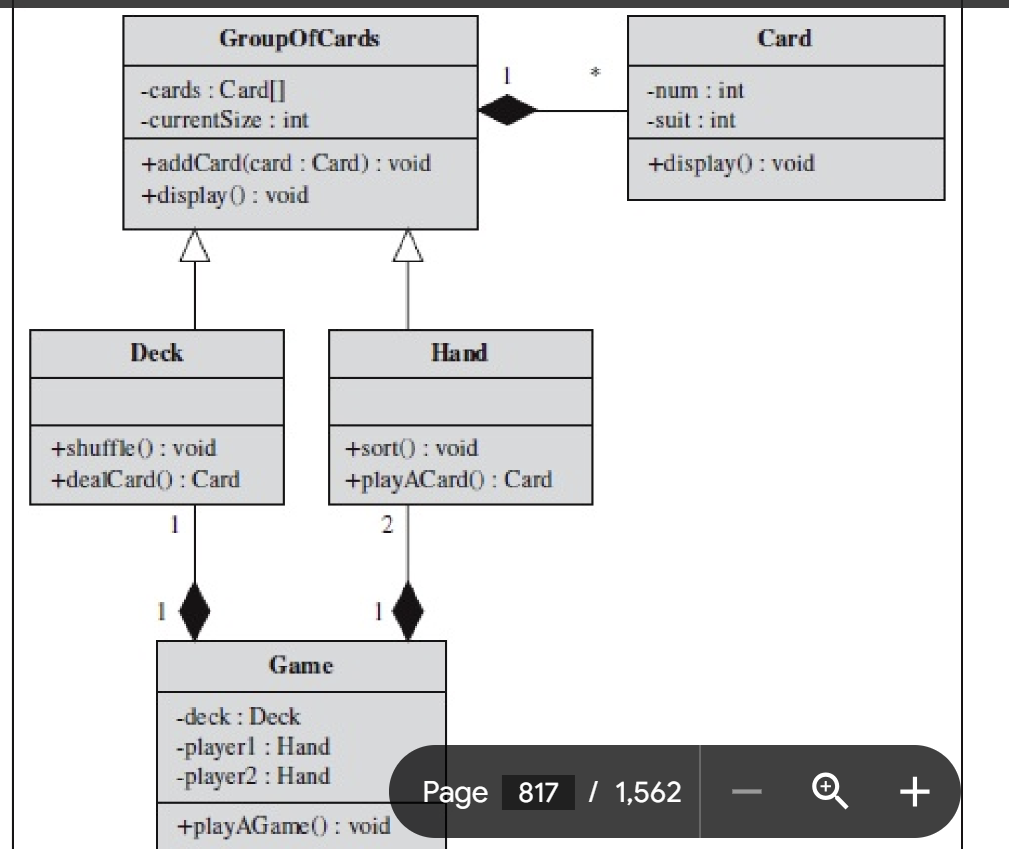 GroupOfCards
-cards : Card[]
-currentSize : int
+addCard(card : Card) : void
+display() : void
1
*
Card
-num : int
-suit : int
+display() : void
Deck
+shuffle() : void
+dealCard() : Card
1
1
Hand
+sort() : void
+playACard() : Card
2
1
Game
-deck : Deck
-player1 : Hand
-player2 : Hand
+playAGame() : void
Page 817 / 1,562